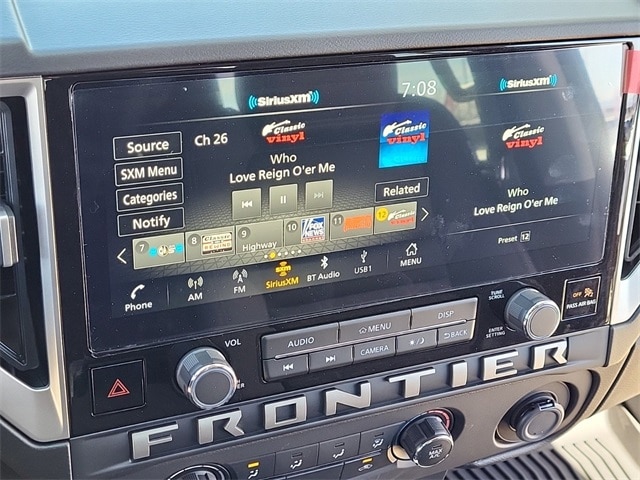 SiriusXM
7:08
SiriusXM
Source
Ch 26
Classic
vinyl
Classic
vinyl
Classic
vinyl
SXM Menu
Who
Love Reign O'er Me
Who
Love Reign O'er Me
Categories
Related
Notify
7
8
9
Highway
10
FOX
NEWS
11
12
Preset 12
Phone
AM
FM
SXM
SiriusXM
BT Audio
USB1
MENU
TUNE
SCROLL
OFF
PASS AIR BAG
VOL
AUDIO
MENU
DISP
CAMERA
BACK
ENTER
SETTING
POWER
FRONTIER
MAX
A/C